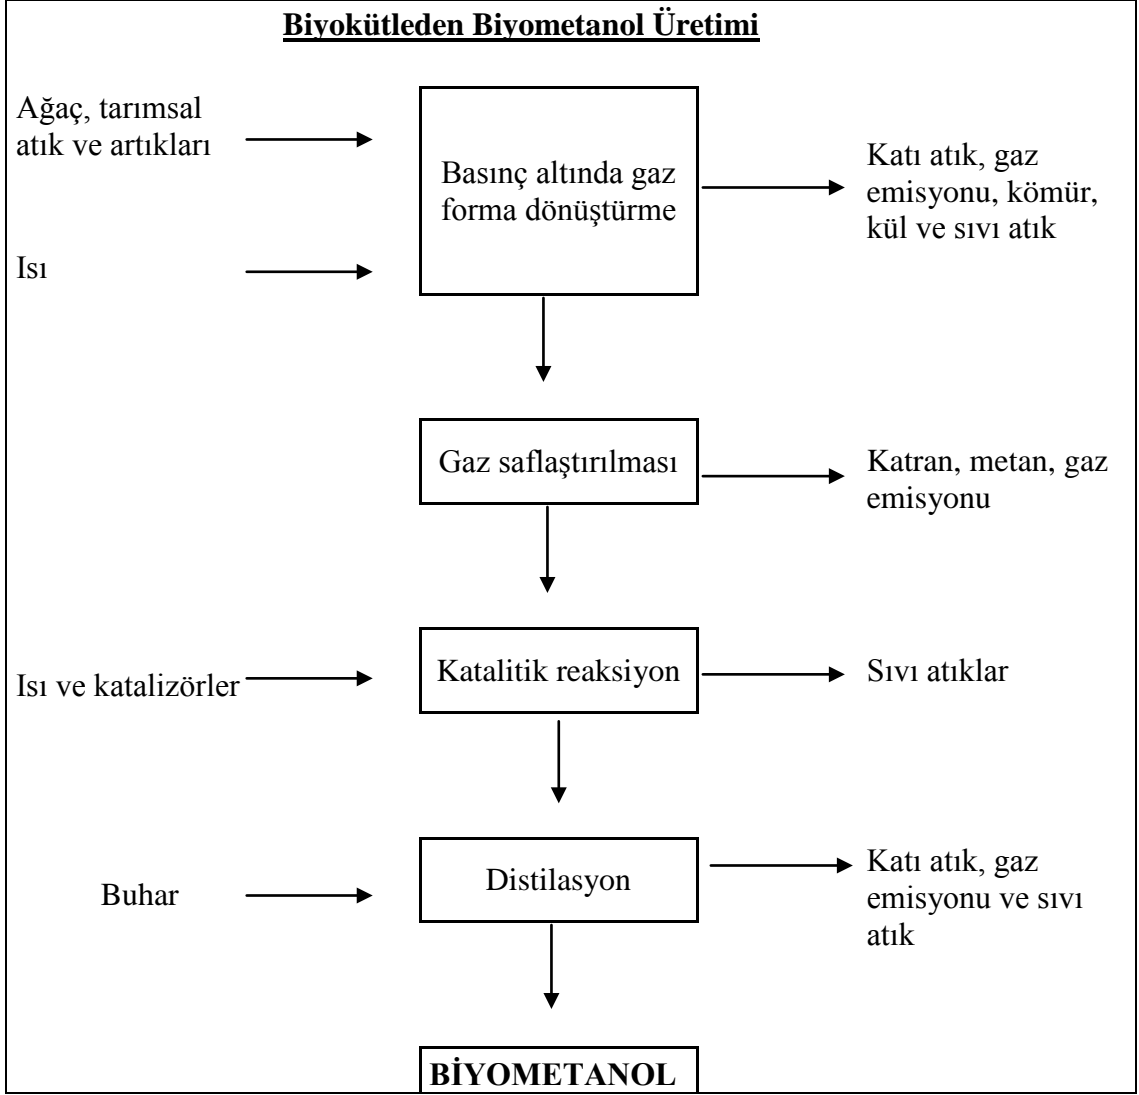 Biyokütleden Biyometanol Üretimi
Ağaç, tarımsal
atık ve artıkları
Isı
Basınç altında gaz
forma dönüştürme
Katı atık, gaz
emisyonu, kömür,
kül ve sıvı atık
Gaz saflaştırılması
Katran, metan, gaz
emisyonu
Isı ve katalizörler
Katalitik reaksiyon
Sıvı atıklar
Buhar
Distilasyon
Katı atık, gaz
emisyonu ve sıvı
atık
BİYOMETANOL